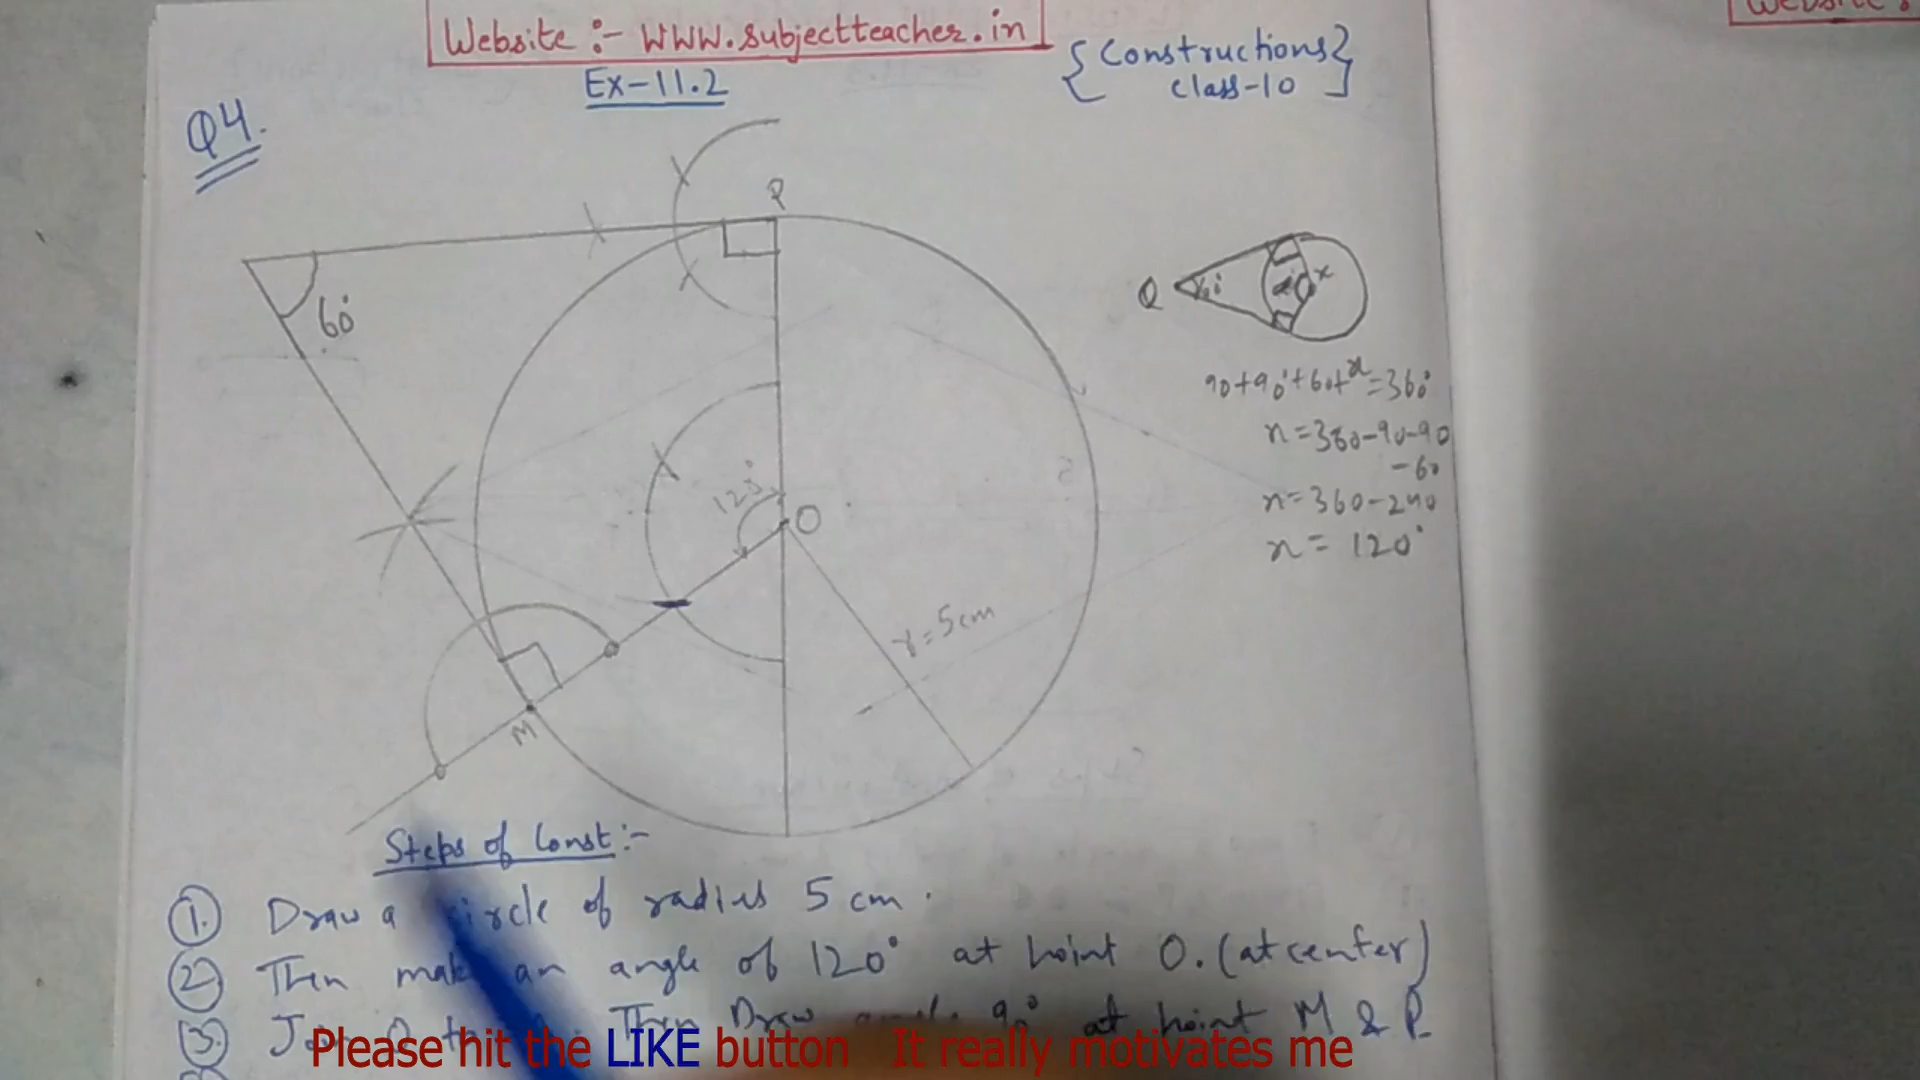 Website :- WWW.subjectteacher.in
Ex-11.2
{Constructions}
class-10
Q4.
P
60°
120°
O
r=5cm
M
Q 60° x
90+90°+60+x=360°
x=360-90-90
-60
x=360-240
x=120°
Steps of Const:-
1. Draw a circle of radius 5 cm.
2. Then make an angle of 120° at point O. (at center)
3. Then Draw 90° at point M & P
Please hit the LIKE button It really motivates me